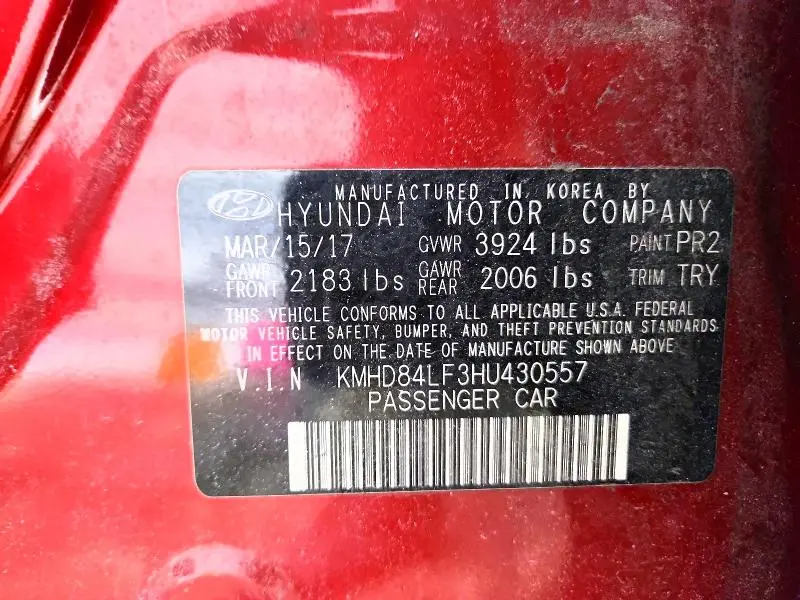 MANUFACTURED IN KOREA BY
HYUNDAI MOTOR COMPANY
MAR/15/17 GVWR 3924 lbs PAINT PR2
GAWR FRONT 2183 lbs GAWR REAR 2006 lbs TRIM TRY
THIS VEHICLE CONFORMS TO ALL APPLICABLE U.S.A. FEDERAL
MOTOR VEHICLE SAFETY, BUMPER, AND THEFT PREVENTION STANDARDS
IN EFFECT ON THE DATE OF MANUFACTURE SHOWN ABOVE
V.I.N KMHD84LF3HU430557
PASSENGER CAR